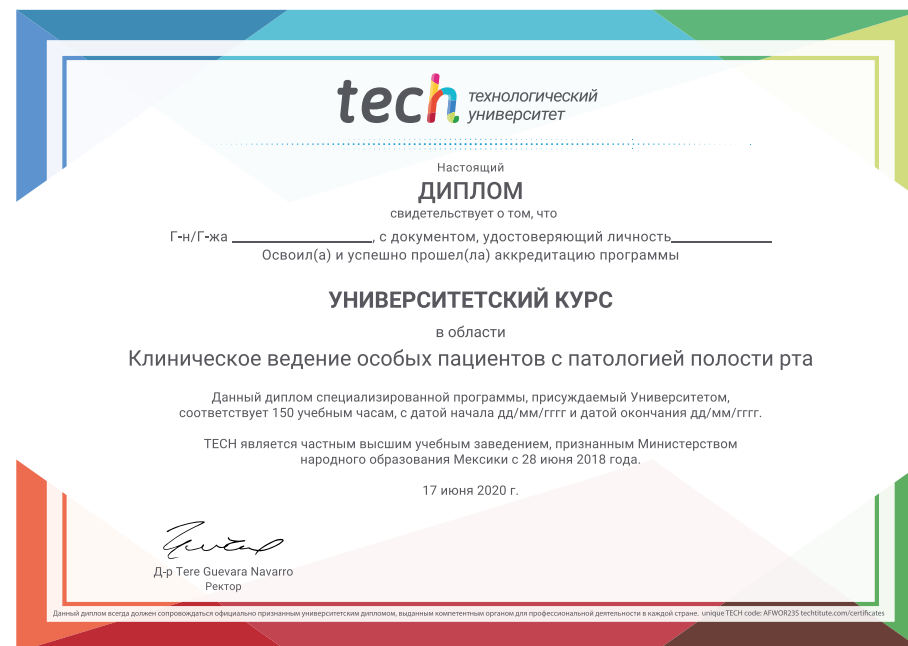 tech технологический
университет
Настоящий
ДИПЛОМ
свидетельствует о том, что
Г-н/Г-жа ____________________, с документом, удостоверяющий личность______________
Освоил(а) и успешно прошел(ла) аккредитацию программы
УНИВЕРСИТЕТСКИЙ КУРС
в области
Клиническое ведение особых пациентов с патологией полости рта
Данный диплом специализированной программы, присуждаемый Университетом,
соответствует 150 учебным часам, с датой начала дд/мм/гггг и датой окончания дд/мм/гггг.
TECH является частным высшим учебным заведением, признанным Министерством
народного образования Мексики с 28 июня 2018 года.
17 июня 2020 г.
Д-р Tere Guevara Navarro
Ректор
Данный диплом всегда должен сопровождаться официально признанным университетским дипломом, выданным компетентным органом для профессиональной деятельности в каждой стране. unique TECH code: AFWOR23S techtitute.com/certificates